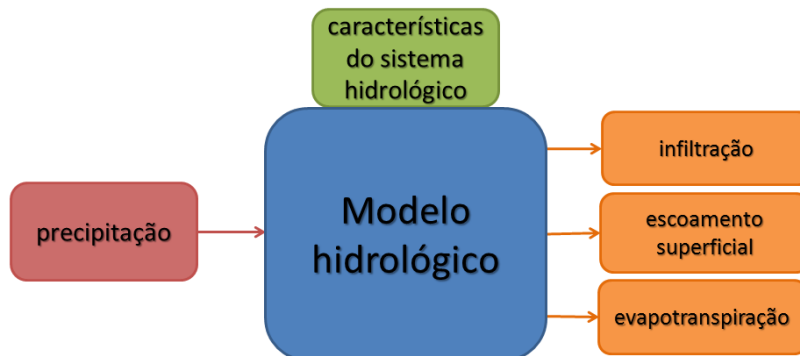 características
do sistema
hidrológico
precipitação
Modelo
hidrológico
infiltração
escoamento
superficial
evapotranspiração